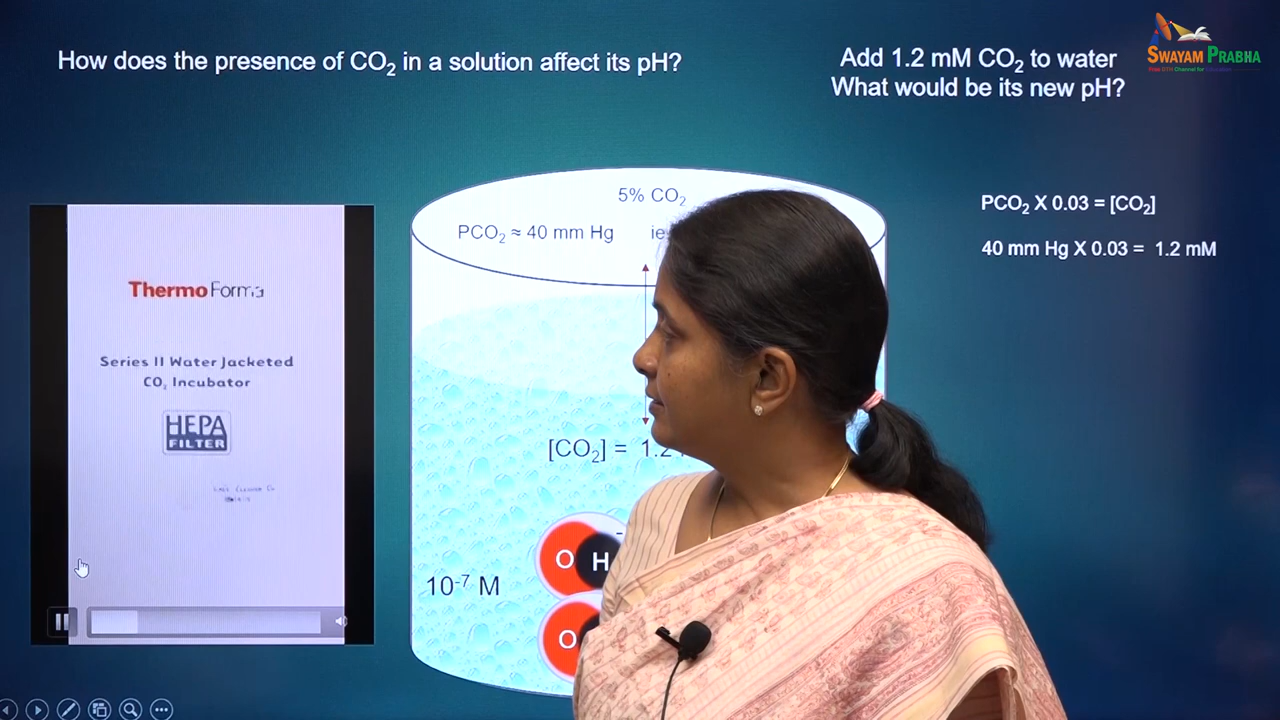 How does the presence of CO₂ in a solution affect its pH?
Add 1.2 mM CO₂ to water
What would be its new pH?
SWAYAM PRABHA
PCO₂ X 0.03 = [CO₂]
40 mm Hg X 0.03 = 1.2 mM
5% CO₂
PCO₂ ≈ 40 mm Hg
[CO₂] = 1.2
10⁻⁷ M
O H
O
Thermo Forma
Series II Water Jacketed
CO₂ Incubator
HEPA
FILTER